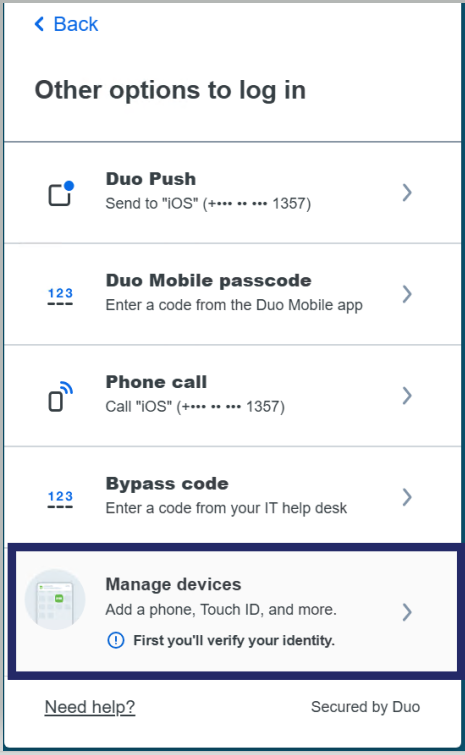 Back
Other options to log in
Duo Push
Send to "iOS" (+••• •• ••• 1357)
123
Duo Mobile passcode
Enter a code from the Duo Mobile app
Phone call
Call "iOS" (+••• •• ••• 1357)
123
Bypass code
Enter a code from your IT help desk
Manage devices
Add a phone, Touch ID, and more.
First you'll verify your identity.
Need help?
Secured by Duo